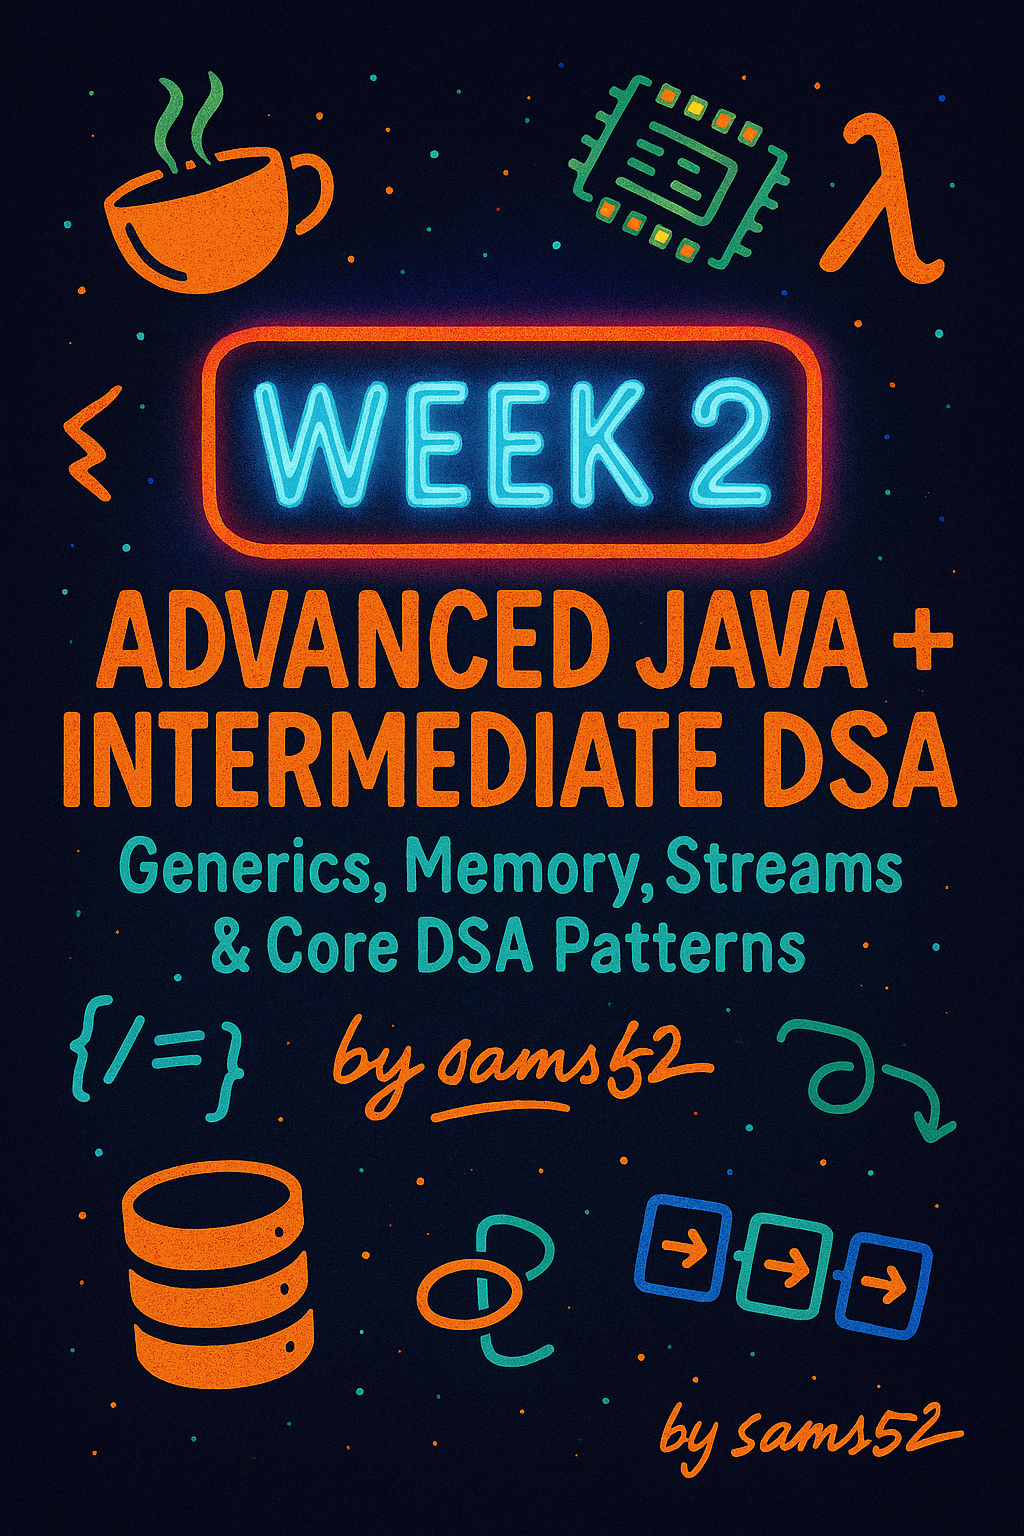 λ
WEEK 2
ADVANCED JAVA +
INTERMEDIATE DSA
Generics, Memory, Streams
& Core DSA Patterns
{/=}
by sams52
by sams52